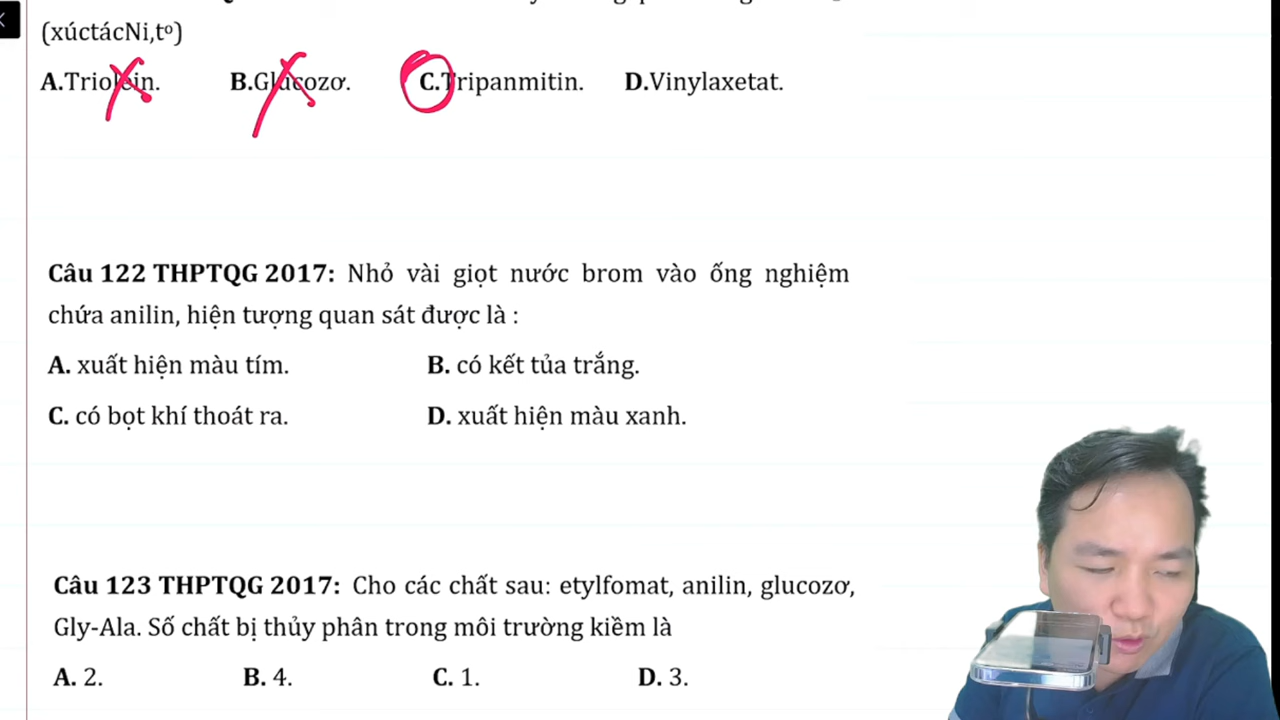 (xúctácNi,tº)
A.Triolein. B.Glucozơ. C.Tripanmitin. D.Vinylaxetat.
Câu 122 THPTQG 2017: Nhỏ vài giọt nước brom vào ống nghiệm
chứa anilin, hiện tượng quan sát được là :
A. xuất hiện màu tím. B. có kết tủa trắng.
C. có bọt khí thoát ra. D. xuất hiện màu xanh.
Câu 123 THPTQG 2017: Cho các chất sau: etylfomat, anilin, glucozơ,
Gly-Ala. Số chất bị thủy phân trong môi trường kiềm là
A. 2. B. 4. C. 1. D. 3.